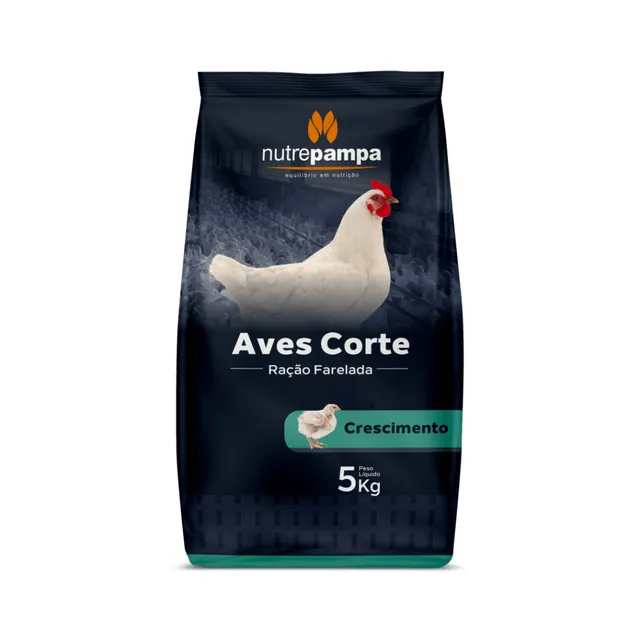 nutrepampa
equilíbrio em nutrição
Aves Corte
Ração Farelada
Crescimento
5Kg
Peso
Líquido